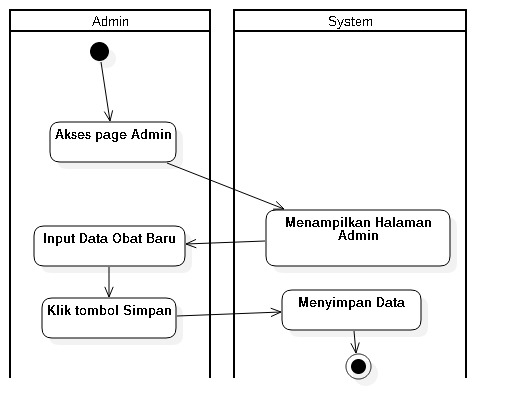 Admin
System
Akses page Admin
Menampilkan Halaman
Admin
Input Data Obat Baru
Klik tombol Simpan
Menyimpan Data